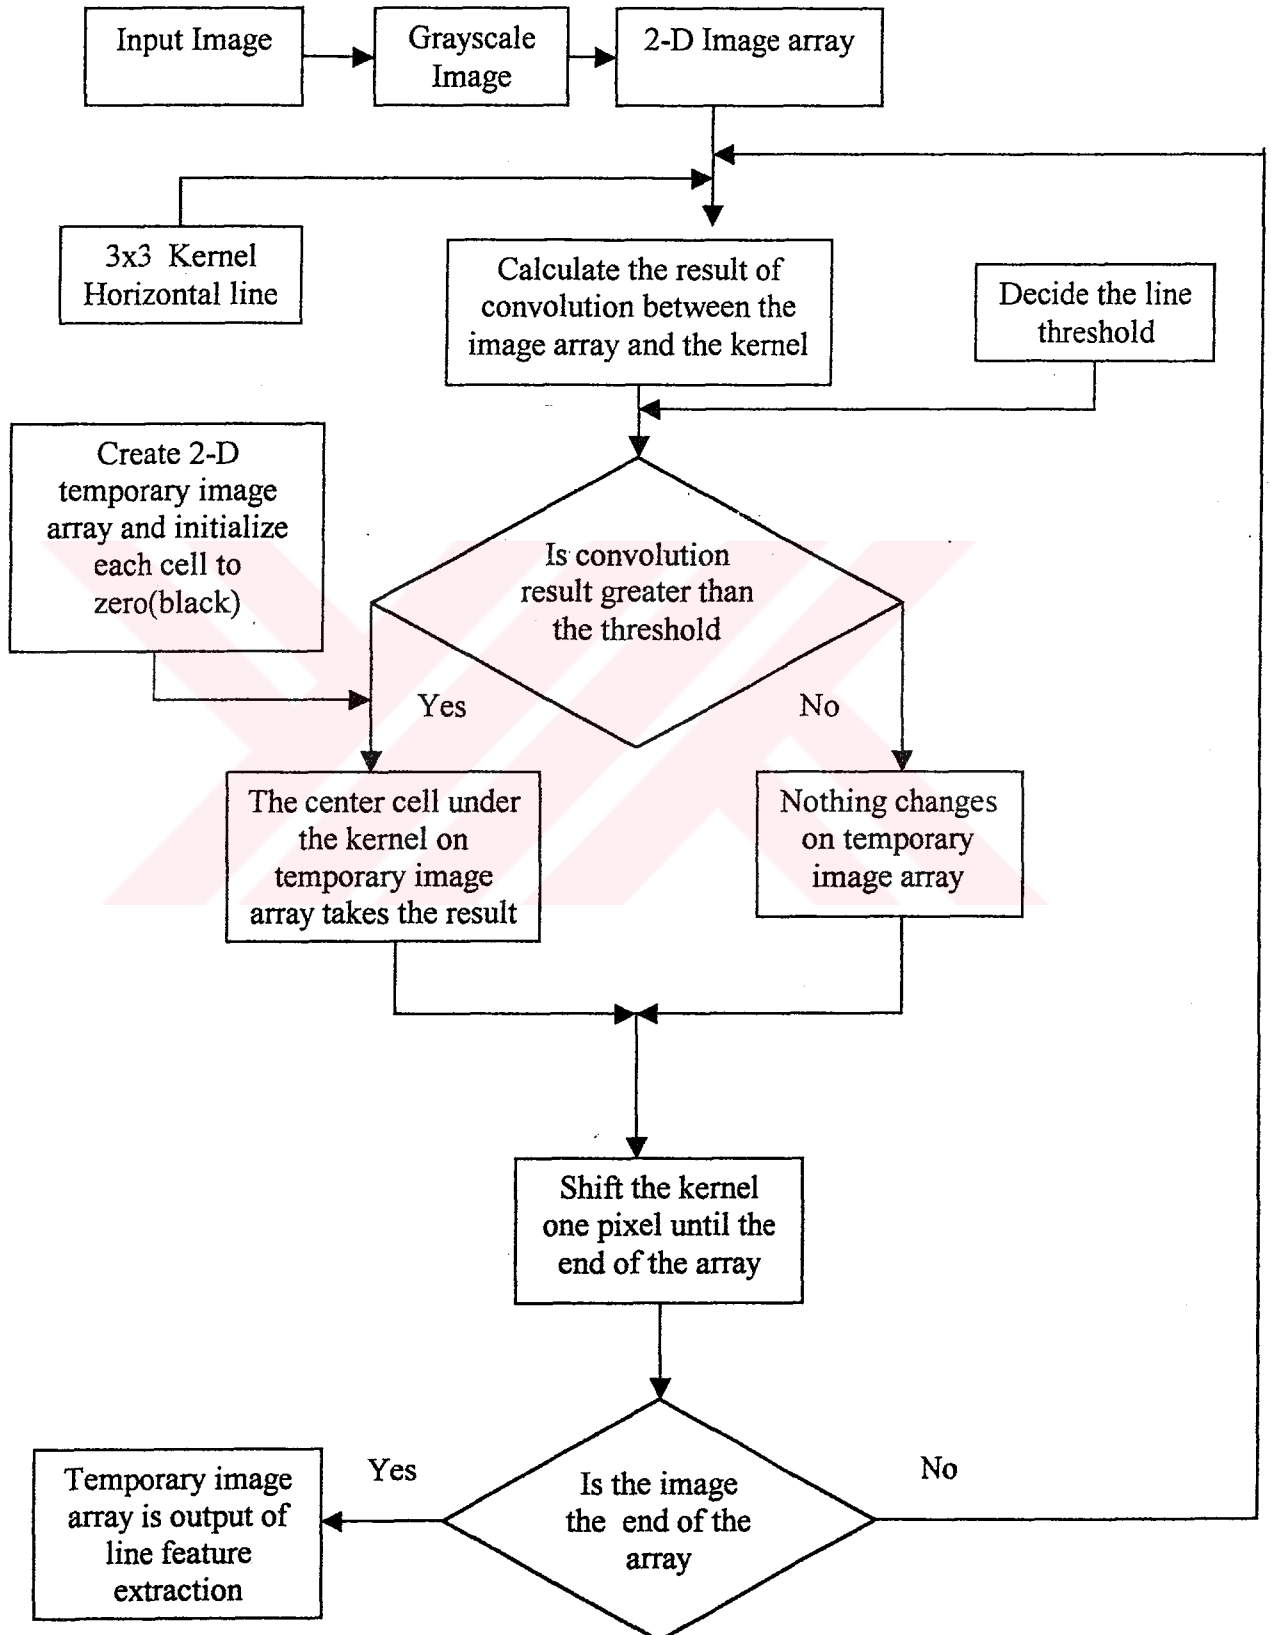 Input Image
Grayscale
Image
2-D Image array
3x3 Kernel
Horizontal line
Calculate the result of
convolution between the
image array and the kernel
Decide the line
threshold
Create 2-D
temporary image
array and initialize
each cell to
zero(black)
Is convolution
result greater than
the threshold
Yes
No
The center cell under
the kernel on
temporary image
array takes the result
Nothing changes
on temporary
image array
Shift the kernel
one pixel until the
end of the array
Temporary image
array is output of
line feature
extraction
Yes
Is the image
the end of the
array
No